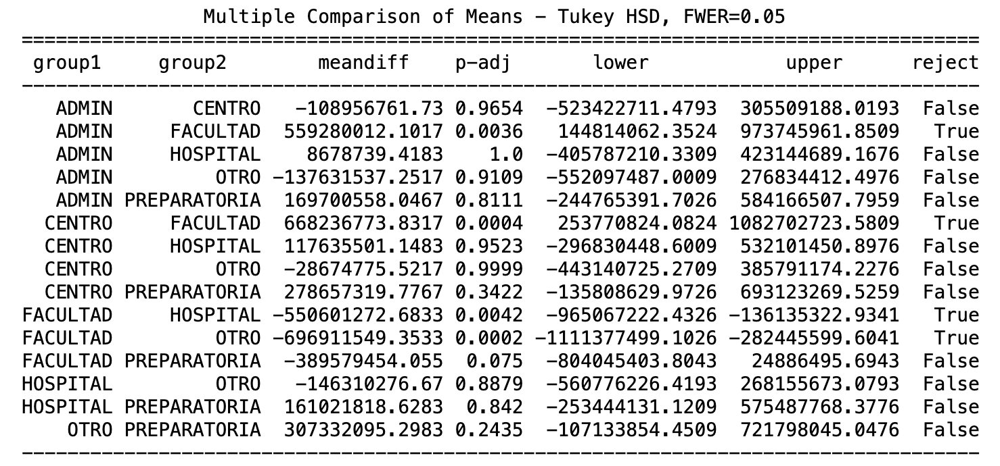 Multiple Comparison of Means - Tukey HSD, FWER=0.05
=====================================================================================
group1 group2 meandiff p-adj lower upper reject
-------------------------------------------------------------------------------------
ADMIN CENTRO -108956761.73 0.9654 -523422711.4793 305509188.0193 False
ADMIN FACULTAD 559280012.1017 0.0036 144814062.3524 973745961.8509 True
ADMIN HOSPITAL 8678739.4183 1.0 -405787210.3309 423144689.1676 False
ADMIN OTRO -137631537.2517 0.9109 -552097487.0009 276834412.4976 False
ADMIN PREPARATORIA 169700558.0467 0.8111 -244765391.7026 584166507.7959 False
CENTRO FACULTAD 668236773.8317 0.0004 253770824.0824 1082702723.5809 True
CENTRO HOSPITAL 117635501.1483 0.9523 -296830448.6009 532101450.8976 False
CENTRO OTRO -28674775.5217 0.9999 -443140725.2709 385791174.2276 False
CENTRO PREPARATORIA 278657319.7767 0.3422 -135808629.9726 693123269.5259 False
FACULTAD HOSPITAL -550601272.6833 0.0042 -965067222.4326 -136135322.9341 True
FACULTAD OTRO -696911549.3533 0.0002 -1111377499.1026 -282445599.6041 True
FACULTAD PREPARATORIA -389579454.055 0.075 -804045403.8043 24886495.6943 False
HOSPITAL OTRO -146310276.67 0.8879 -560776226.4193 268155673.0793 False
HOSPITAL PREPARATORIA 161021818.6283 0.842 -253444131.1209 575487768.3776 False
OTRO PREPARATORIA 307332095.2983 0.2435 -107133854.4509 721798045.0476 False
-------------------------------------------------------------------------------------